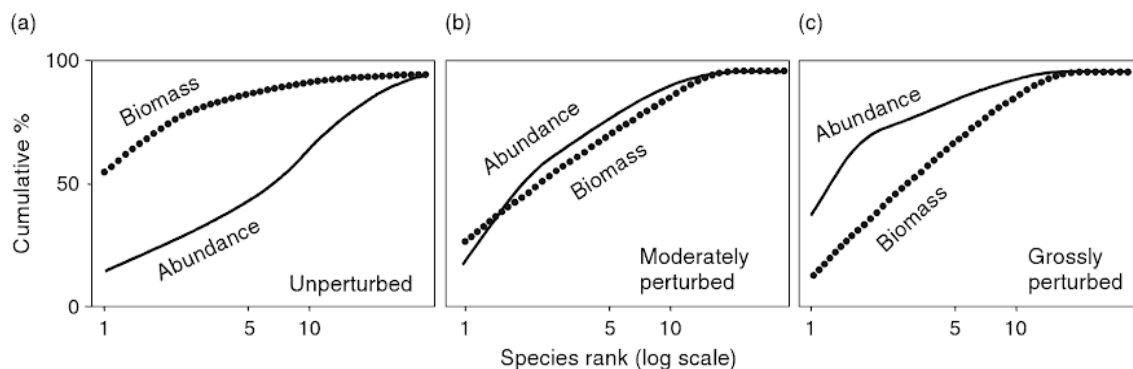 (a)
(b)
(c)
Cumulative %
100
50
0
Biomass
Abundance
Unperturbed
1 5 10
Abundance
Biomass
Moderately
perturbed
1 5 10
Abundance
Biomass
Grossly
perturbed
1 5 10
Species rank (log scale)